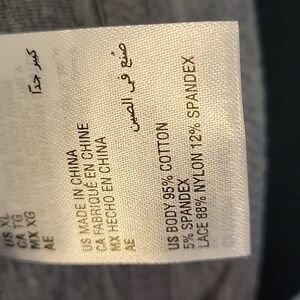 US XL
CA TG
MX XG
AE
كبير جداً
US MADE IN CHINA
CA FABRIQUÉ EN CHINE
MX HECHO EN CHINA
AE
صُنع في الصين
US BODY 95% COTTON
5% SPANDEX
LACE 88% NYLON 12% SPANDEX